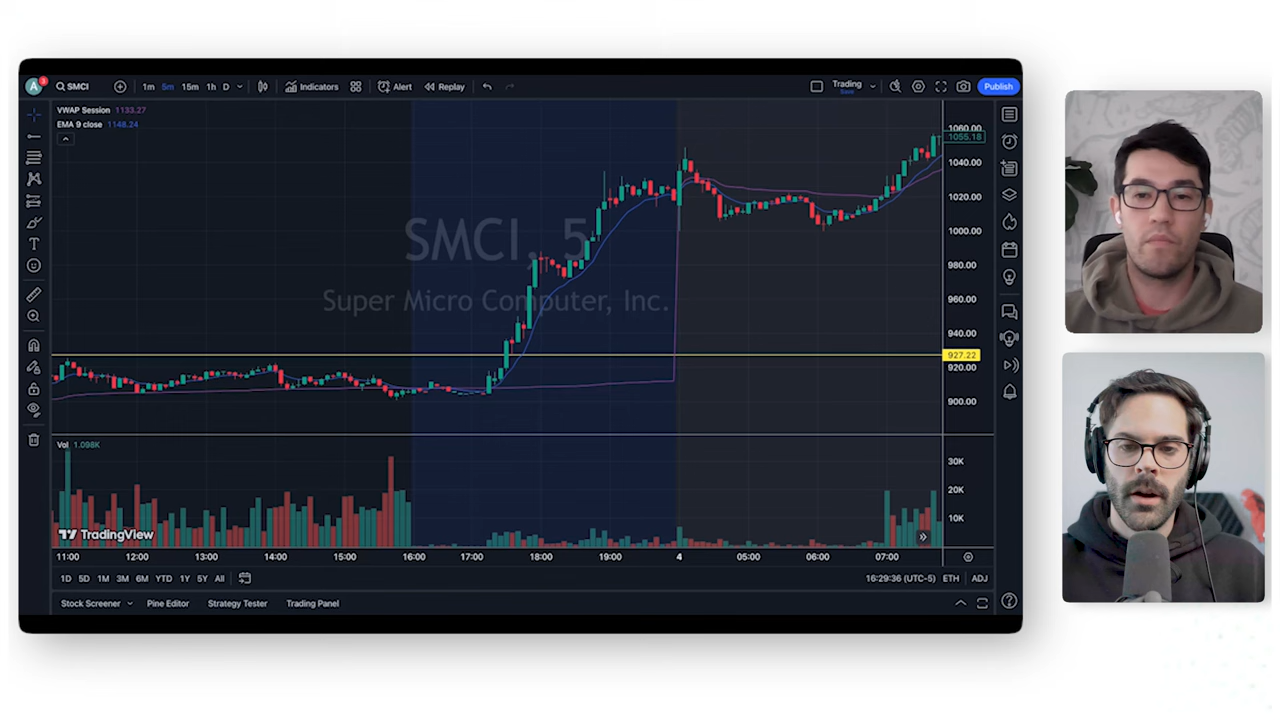 A 3 SMCI 1m 5m 15m 1h D Indicators Alert Replay Trading Save Publish
VWAP Session 1133.27
EMA 9 close 1148.24
1060.00
1055.18
1040.00
1020.00
1000.00
980.00
960.00
940.00
927.22
920.00
900.00
SMCI, 5
Super Micro Computer, Inc.
Vol 1.098K
30K
20K
10K
TradingView
11:00 12:00 13:00 14:00 15:00 16:00 17:00 18:00 19:00 4 05:00 06:00 07:00
1D 5D 1M 3M 6M YTD 1Y 5Y All 16:29:36 (UTC-5) ETH ADJ
Stock Screener Pine Editor Strategy Tester Trading Panel